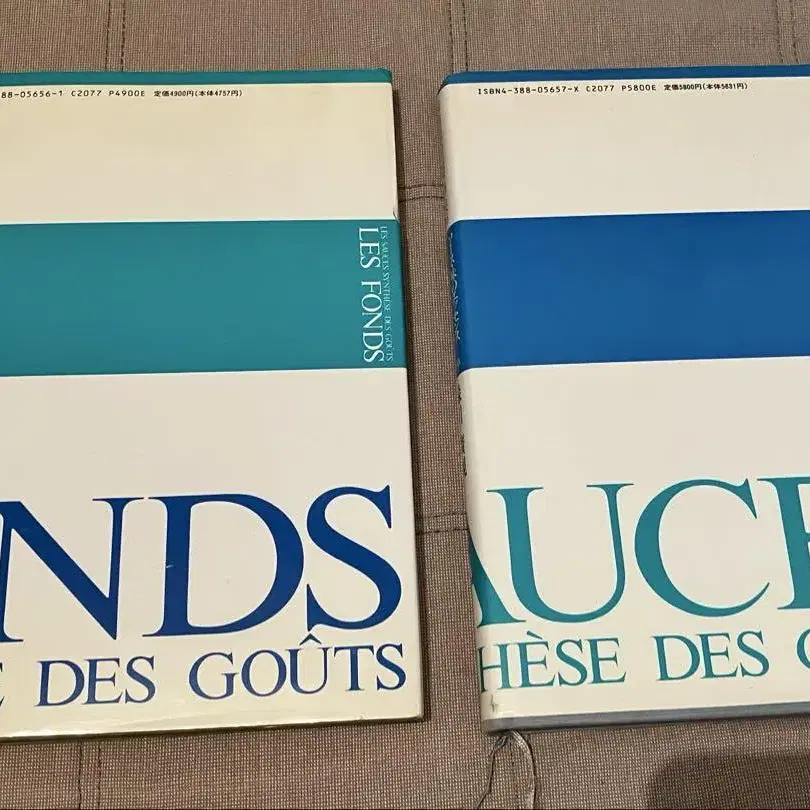 88-05656-1 C2077 P4900E 定価4900円(本体4757円)
LES SAUCES SYNTHÈSE DES GOÛTS
LES FONDS
NDS
E DES GOÛTS
ISBN4-388-05657-X C2077 P5800E 定価5800円(本体5631円)
AUCE
HÈSE DES G